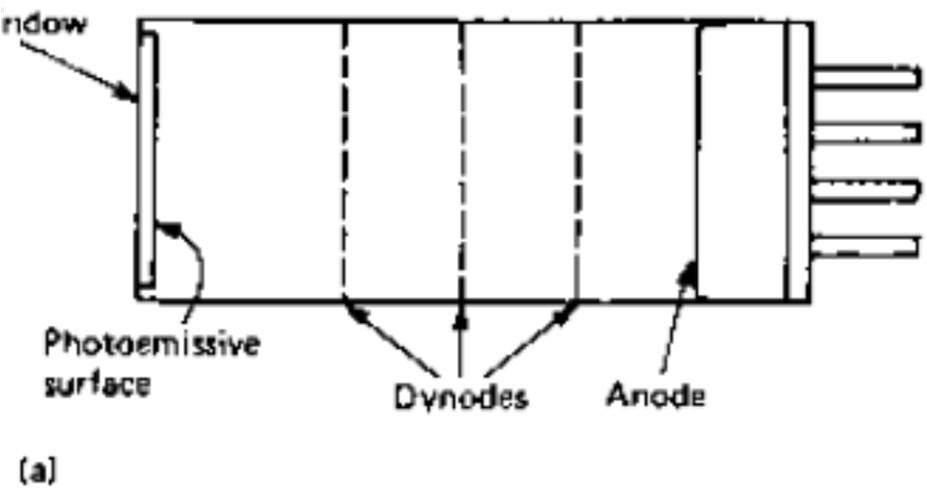 ndow
Photoemissive
surface
Dynodes
Anode
(a)